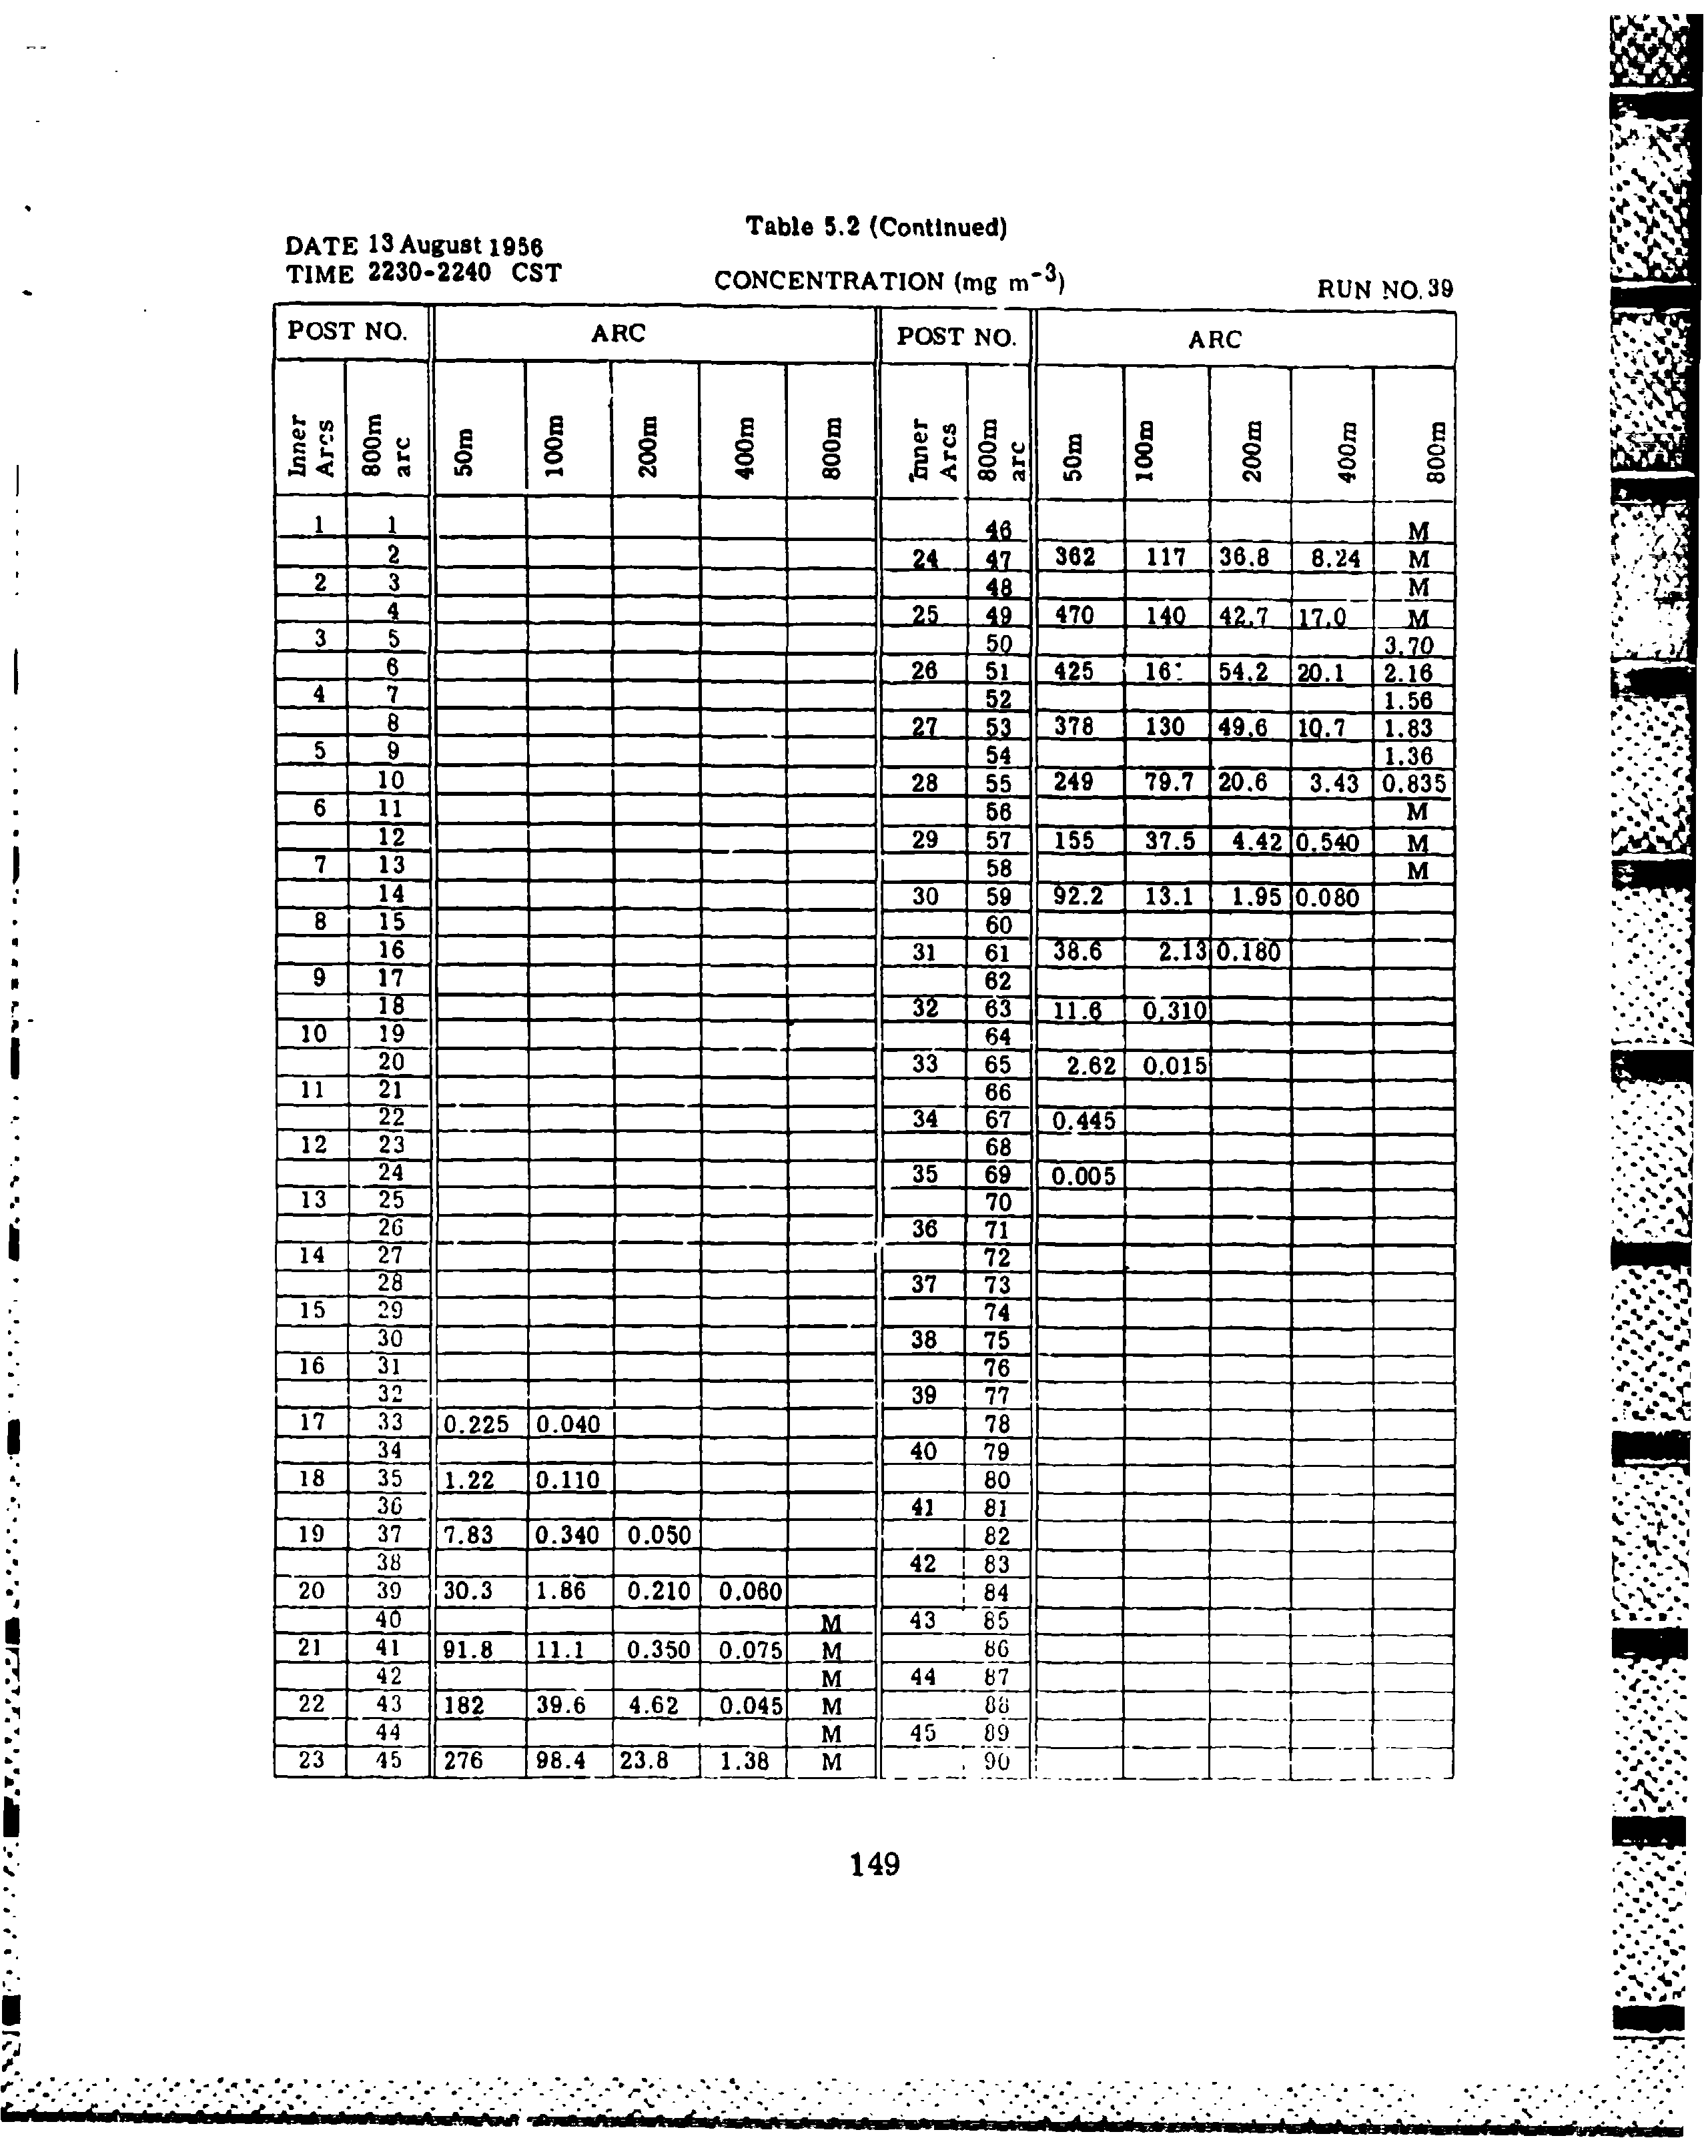 Table 5.2 (Continued)
DATE 13 August 1956
TIME 2230-2240 CST
CONCENTRATION (mg m⁻³)
RUN NO. 39
POST NO. ARC POST NO. ARC
Inner Arcs 800m arc 50m 100m 200m 400m 800m Inner Arcs 800m arc 50m 100m 200m 400m 800m
1 1 46 M
2 24 47 362 117 36.8 8.24 M
2 3 48 M
4 25 49 470 140 42.7 17.0 M
3 5 50 3.70
6 26 51 425 54.2 20.1 2.16
4 7 52 1.56
8 27 53 378 130 49.6 10.7 1.83
5 9 54 1.36
10 28 55 249 79.7 20.6 3.43 0.835
6 11 56 M
12 29 57 155 37.5 4.42 0.540 M
7 13 58 M
14 30 59 92.2 13.1 1.95 0.080
8 15 60
16 31 61 38.6 2.13 0.180
9 17 62
18 32 63 11.6 0.310
10 19 64
20 33 65 2.62 0.015
11 21 66
22 34 67 0.445
12 23 68
24 35 69 0.005
13 25 70
26 36 71
14 27 72
28 37 73
15 29 74
30 38 75
16 31 76
32 39 77
17 33 0.225 0.040 78
34 40 79
18 35 1.22 0.110 80
36 41 81
19 37 7.83 0.340 0.050 82
38 42 83
20 39 30.3 1.86 0.210 0.060 84
40 M 43 85
21 41 91.8 11.1 0.350 0.075 M 86
42 M 44 87
22 43 182 39.6 4.62 0.045 M 88
44 M 45 89
23 45 276 98.4 23.8 1.38 M 90
149